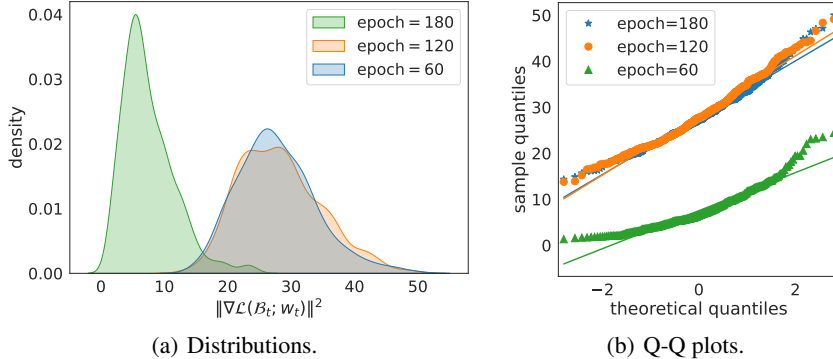 epoch = 180
epoch = 120
epoch = 60
0.04
0.03
0.02
0.01
0.00
density
0 10 20 30 40 50
‖∇ℒ(ℬₜ; wₜ)‖²
(a) Distributions.
epoch=180
epoch=120
epoch=60
50
40
30
20
10
0
sample quantiles
−2 0 2
theoretical quantiles
(b) Q-Q plots.